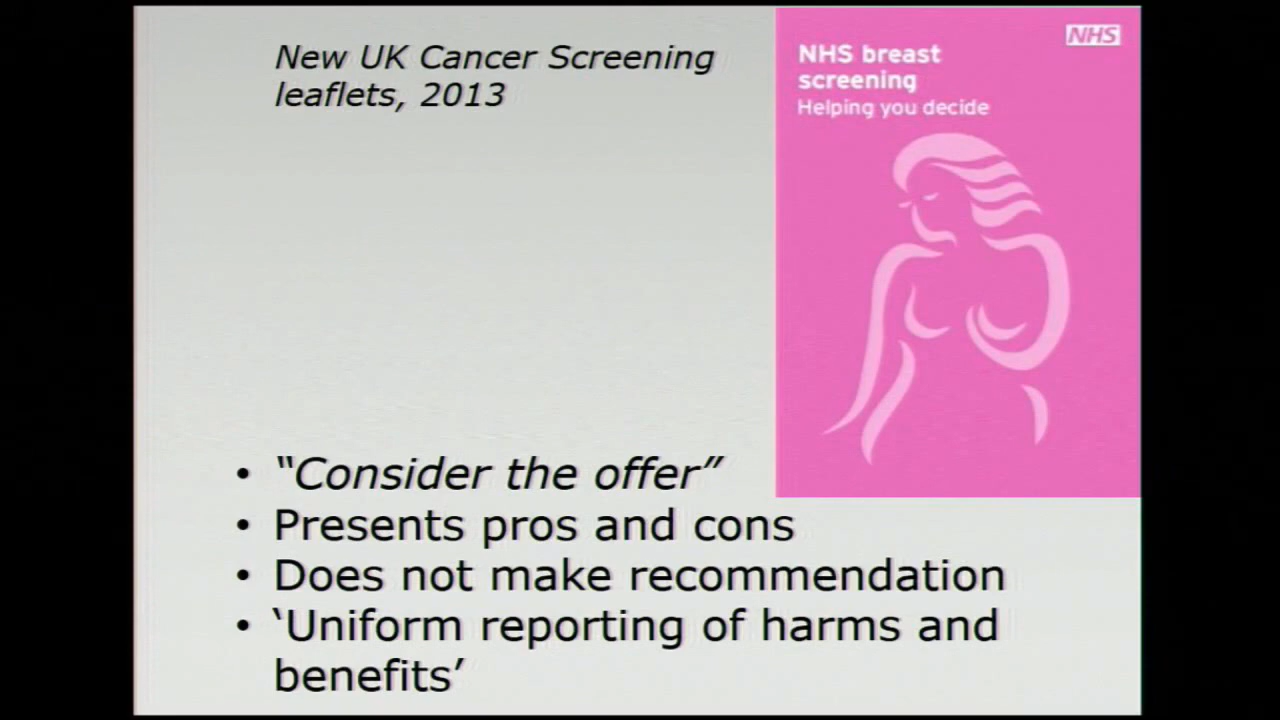 New UK Cancer Screening
leaflets, 2013
NHS
NHS breast
screening
Helping you decide
• “Consider the offer”
• Presents pros and cons
• Does not make recommendation
• ‘Uniform reporting of harms and
benefits’